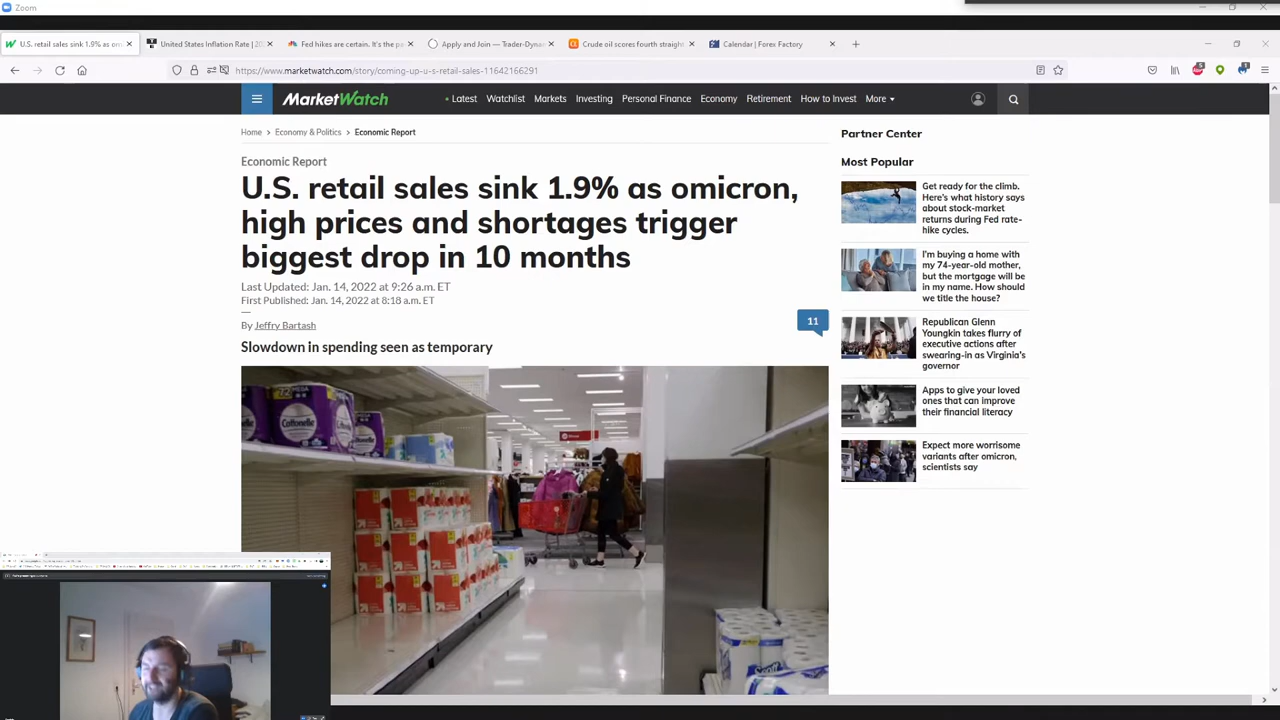 Zoom
U.S. retail sales sink 1.9% as om
United States Inflation Rate | 202
Fed hikes are certain. It's the pa
Apply and Join — Trader-Dynam
Crude oil scores fourth straight
Calendar | Forex Factory
https://www.marketwatch.com/story/coming-up-u-s-retail-sales-11642166291
MarketWatch
Latest Watchlist Markets Investing Personal Finance Economy Retirement How to Invest More
Home > Economy & Politics > Economic Report
Economic Report
U.S. retail sales sink 1.9% as omicron,
high prices and shortages trigger
biggest drop in 10 months
Last Updated: Jan. 14, 2022 at 9:26 a.m. ET
First Published: Jan. 14, 2022 at 8:18 a.m. ET
By Jeffry Bartash
11
Slowdown in spending seen as temporary
72 MEGA
Cottonelle
Scott
Partner Center
Most Popular
Get ready for the climb.
Here's what history says
about stock-market
returns during Fed rate-
hike cycles.
I'm buying a home with
my 74-year-old mother,
but the mortgage will be
in my name. How should
we title the house?
Republican Glenn
Youngkin takes flurry of
executive actions after
swearing-in as Virginia's
governor
Apps to give your loved
ones that can improve
their financial literacy
Expect more worrisome
variants after omicron,
scientists say